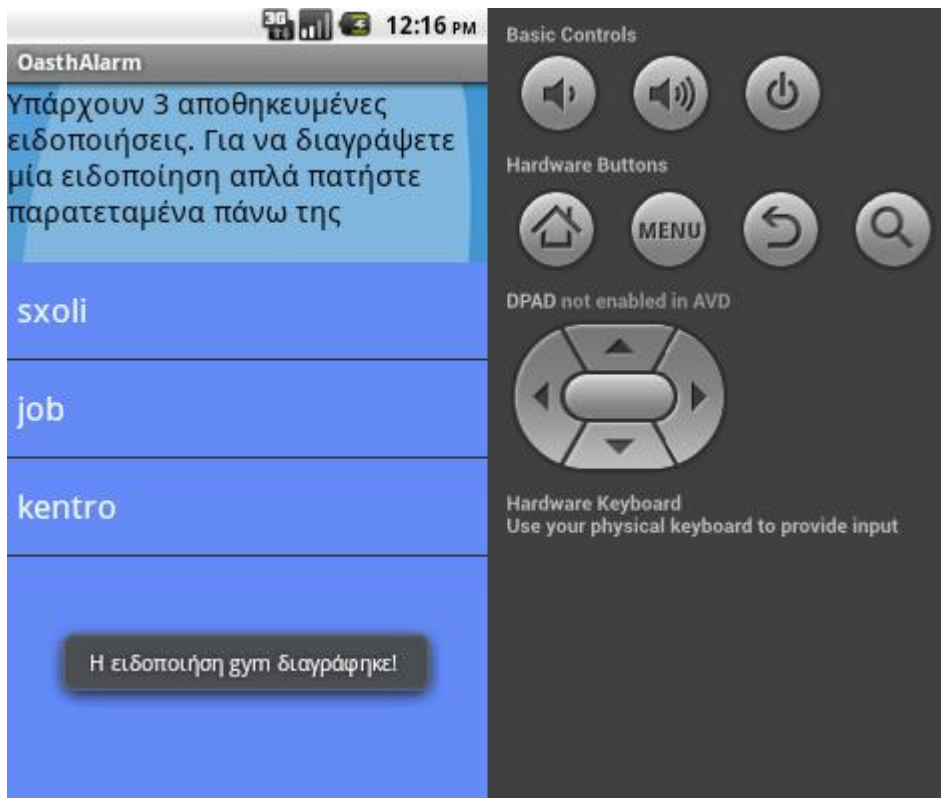 3G
12:16 PM
OasthAlarm
Υπάρχουν 3 αποθηκευμένες
ειδοποιήσεις. Για να διαγράψετε
μία ειδοποίηση απλά πατήστε
παρατεταμένα πάνω της
sxoli
job
kentro
Η ειδοποιήση gym διαγράφηκε!
Basic Controls
Hardware Buttons
MENU
DPAD not enabled in AVD
Hardware Keyboard
Use your physical keyboard to provide input